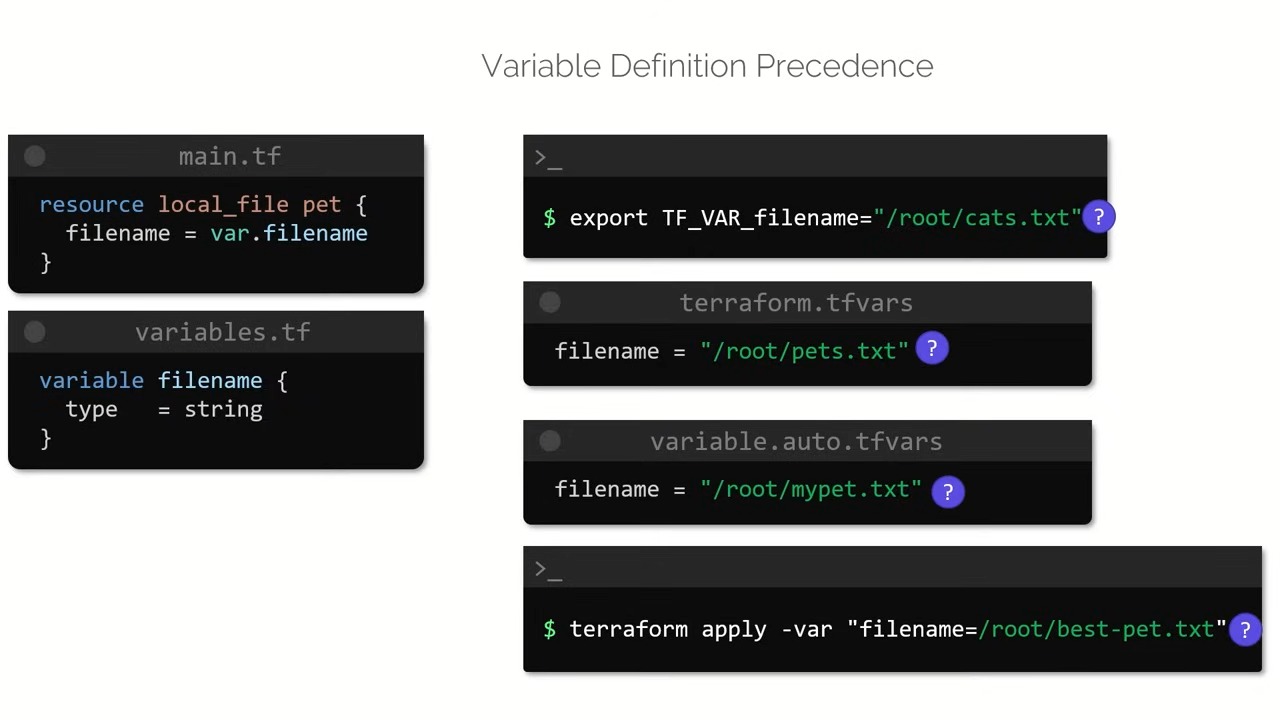 Variable Definition Precedence
main.tf
resource local_file pet {
  filename = var.filename
}
variables.tf
variable filename {
  type   = string
}
>_
$ export TF_VAR_filename="/root/cats.txt" ?
terraform.tfvars
filename = "/root/pets.txt" ?
variable.auto.tfvars
filename = "/root/mypet.txt" ?
>_
$ terraform apply -var "filename=/root/best-pet.txt" ?